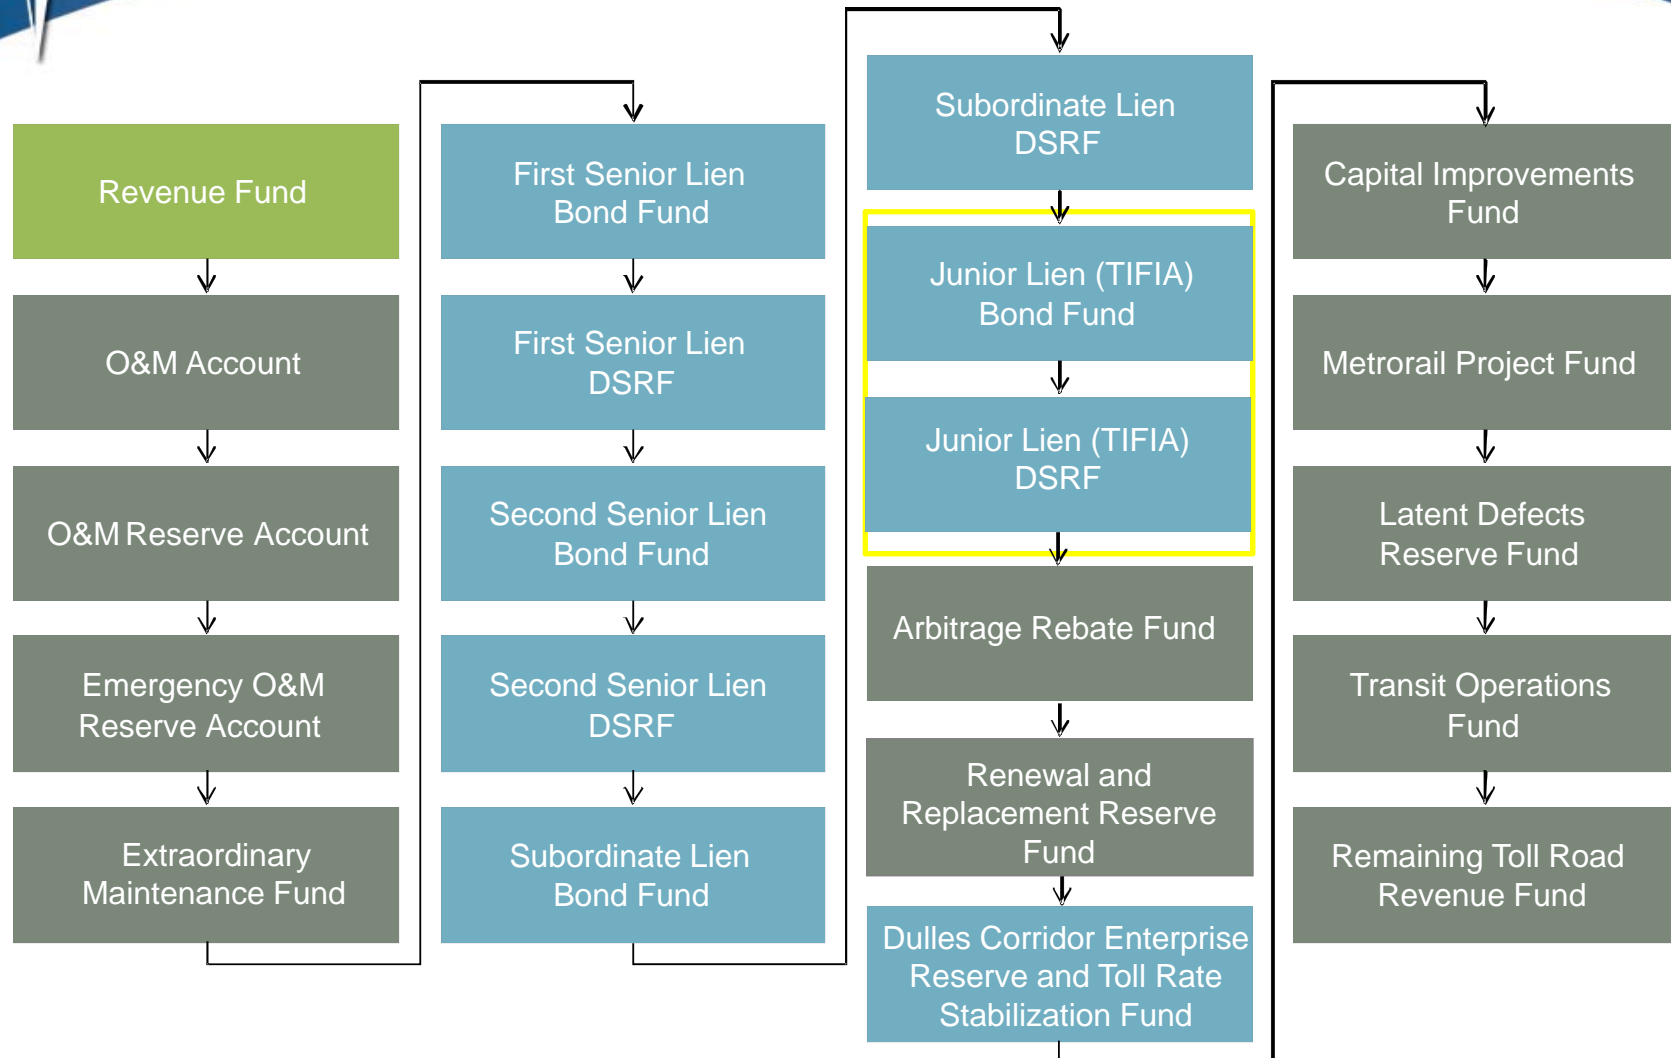 Revenue Fund
O&M Account
O&M Reserve Account
Emergency O&M
Reserve Account
Extraordinary
Maintenance Fund
First Senior Lien
Bond Fund
First Senior Lien
DSRF
Second Senior Lien
Bond Fund
Second Senior Lien
DSRF
Subordinate Lien
Bond Fund
Subordinate Lien
DSRF
Junior Lien (TIFIA)
Bond Fund
Junior Lien (TIFIA)
DSRF
Arbitrage Rebate Fund
Renewal and
Replacement Reserve
Fund
Dulles Corridor Enterprise
Reserve and Toll Rate
Stabilization Fund
Capital Improvements
Fund
Metrorail Project Fund
Latent Defects
Reserve Fund
Transit Operations
Fund
Remaining Toll Road
Revenue Fund